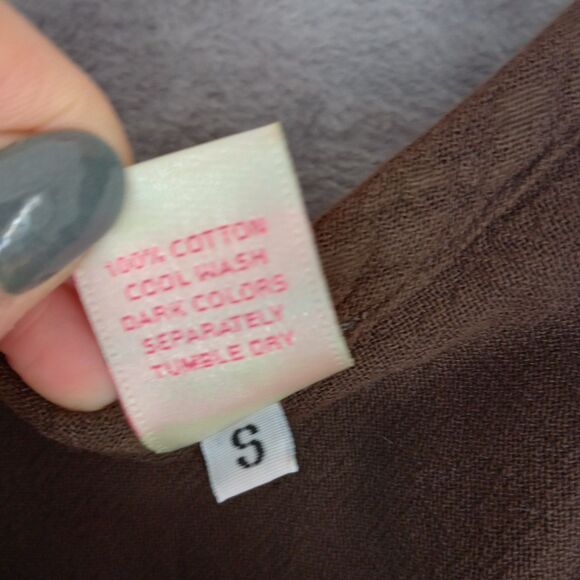 100% COTTON
COOL WASH
DARK COLORS
SEPARATELY
TUMBLE DRY
S